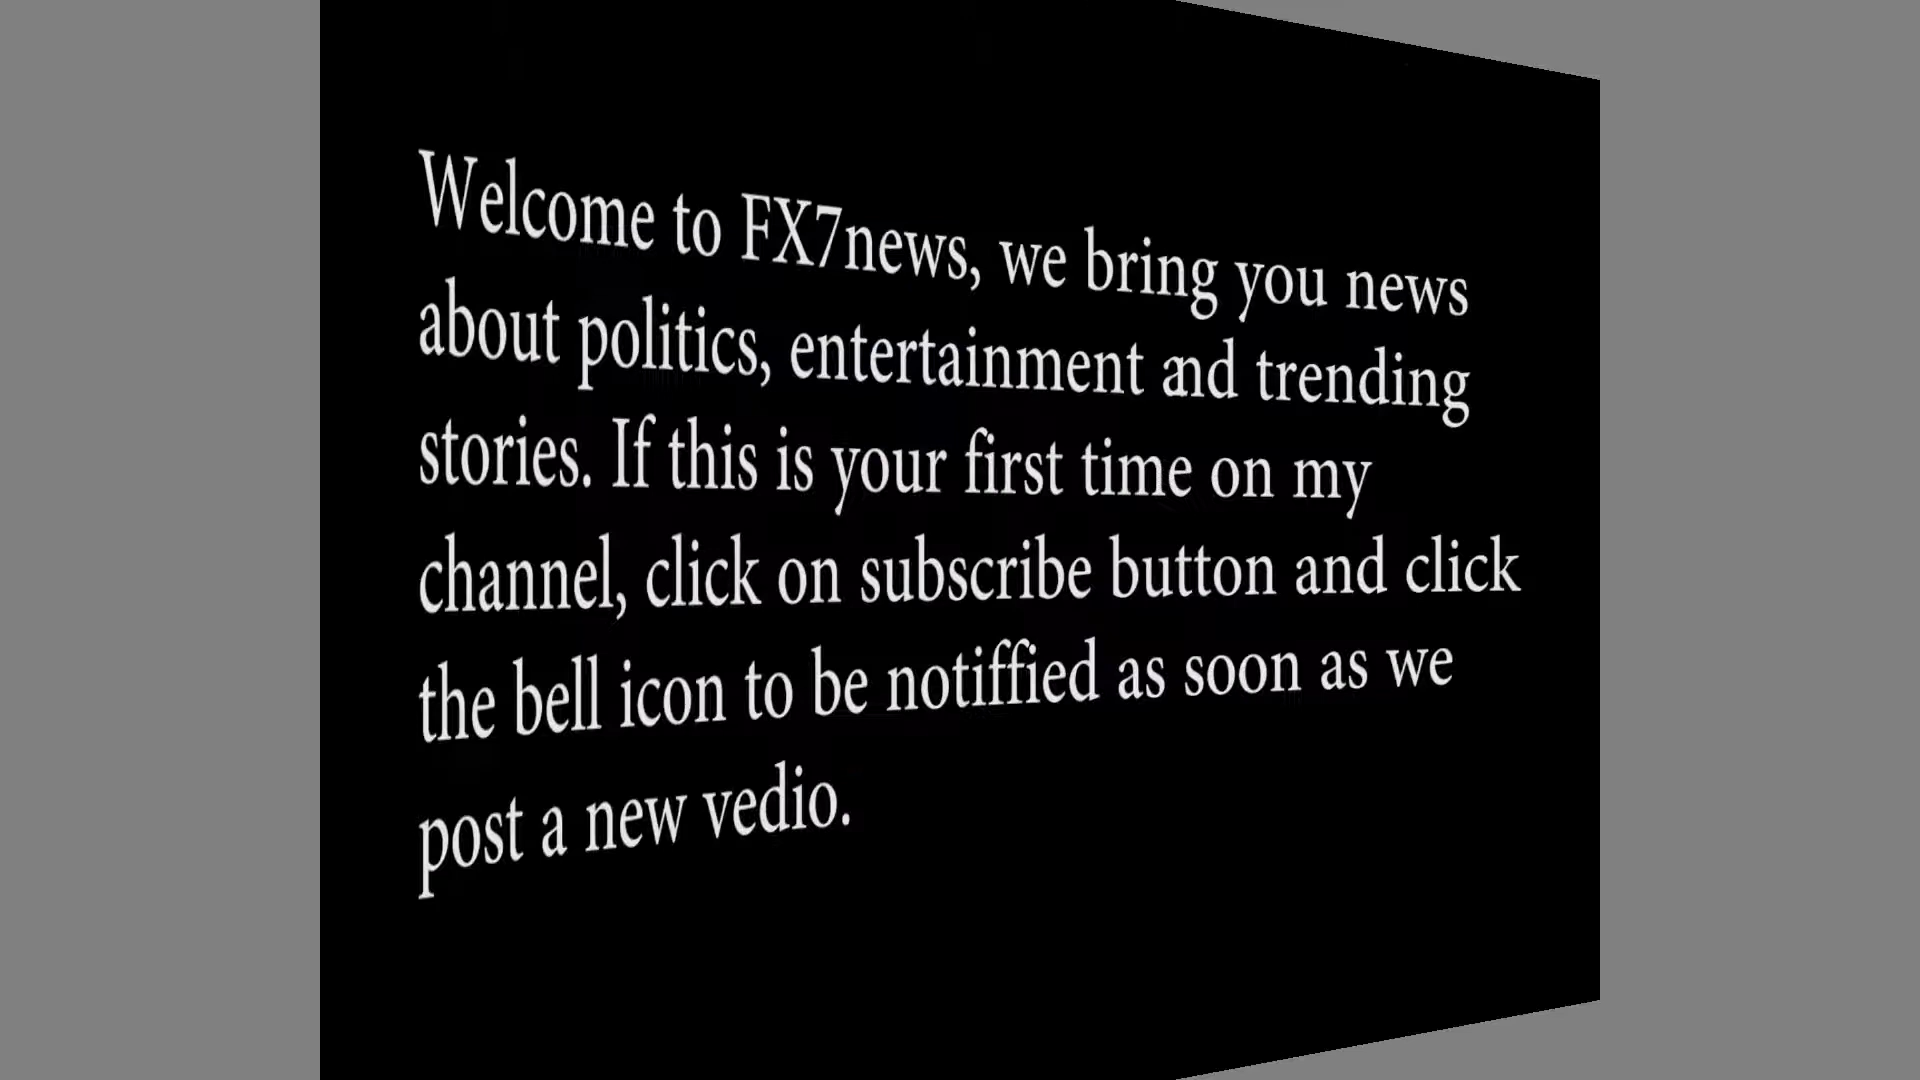 Welcome to FX7news, we bring you news
about politics, entertainment and trending
stories. If this is your first time on my
channel, click on subscribe button and click
the bell icon to be notiffied as soon as we
post a new vedio.